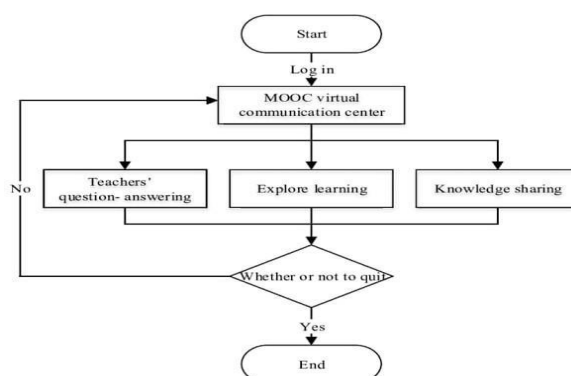 Start
Log in
MOOC virtual
communication center
Teachers'
question- answering
Explore learning
Knowledge sharing
No
Whether or not to quit
Yes
End